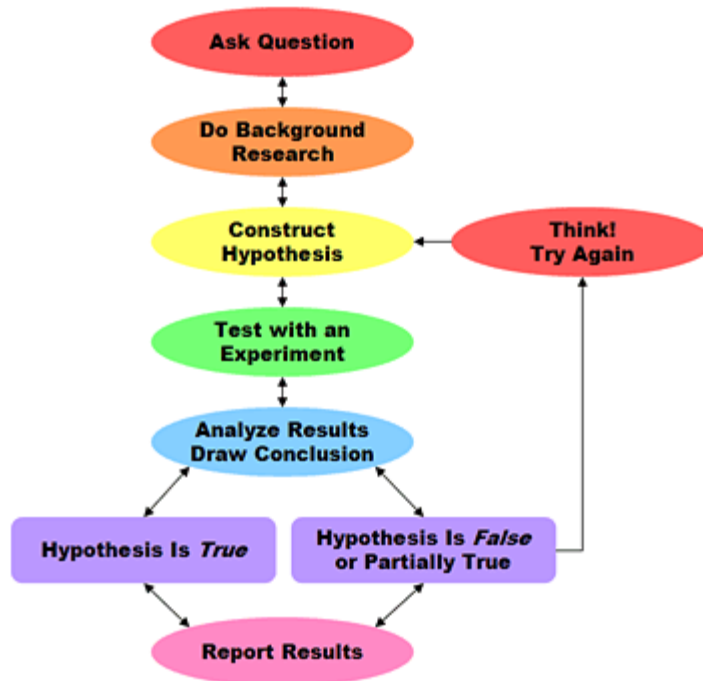 Ask Question
Do Background
Research
Construct
Hypothesis
Think!
Try Again
Test with an
Experiment
Analyze Results
Draw Conclusion
Hypothesis Is True
Hypothesis Is False
or Partially True
Report Results